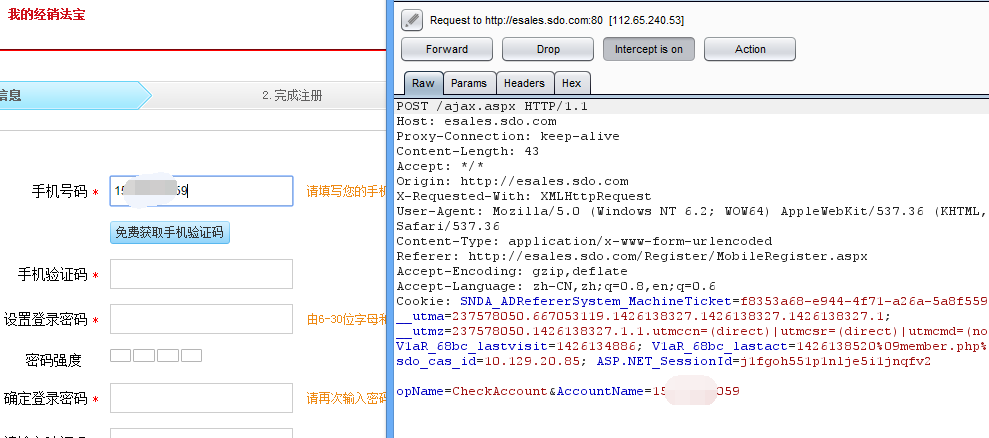 我的经销法宝
信息
2.完成注册
手机号码 *
15 59
请填写您的手机
免费获取手机验证码
手机验证码 *
设置登录密码 *
由6-30位字母和
密码强度
确定登录密码 *
请再次输入密码
Request to http://esales.sdo.com:80 [112.65.240.53]
Forward
Drop
Intercept is on
Action
Raw
Params
Headers
Hex
POST /ajax.aspx HTTP/1.1
Host: esales.sdo.com
Proxy-Connection: keep-alive
Content-Length: 43
Accept: */*
Origin: http://esales.sdo.com
X-Requested-With: XMLHttpRequest
User-Agent: Mozilla/5.0 (Windows NT 6.2; WOW64) AppleWebKit/537.36 (KHTML,
Safari/537.36
Content-Type: application/x-www-form-urlencoded
Referer: http://esales.sdo.com/Register/MobileRegister.aspx
Accept-Encoding: gzip,deflate
Accept-Language: zh-CN,zh;q=0.8,en;q=0.6
Cookie: SNDA_ADRefererSystem_MachineTicket=f8353a68-e944-4f71-a26a-5a8f559
__utma=237578050.667053119.1426138327.1426138327.1426138327.1;
__utmz=237578050.1426138327.1.1.utmccn=(direct)|utmcsr=(direct)|utmcmd=(no
V1aR_68bc_lastvisit=1426134886; V1aR_68bc_lastact=1426138520%09member.php%
sdo_cas_id=10.129.20.85; ASP.NET_SessionId=j1fgoh55lp1nlje5i1jnqfv2
opName=CheckAccount&AccountName=15 059